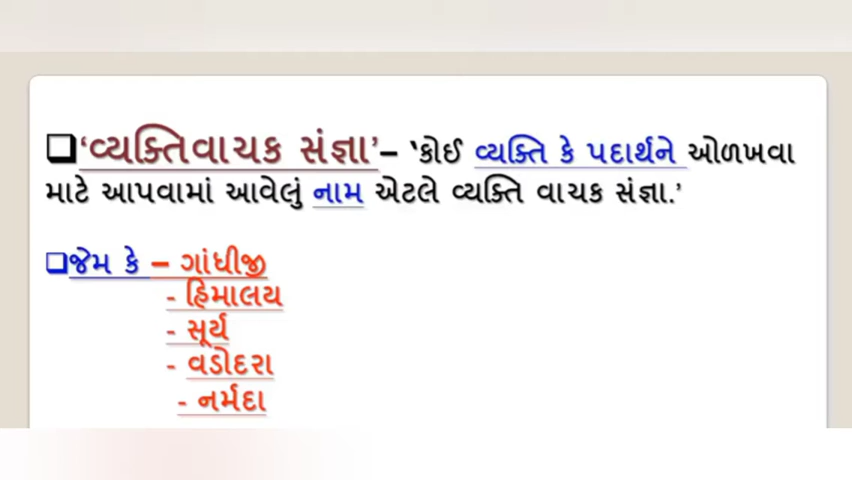 ❑‘વ્યક્તિવાચક સંજ્ઞા’– ‘કોઈ વ્યક્તિ કે પદાર્થને ઓળખવા
માટે આપવામાં આવેલું નામ એટલે વ્યક્તિ વાચક સંજ્ઞા.’
❑જેમ કે – ગાંધીજી
- હિમાલય
- સૂર્ય
- વડોદરા
- નર્મદા